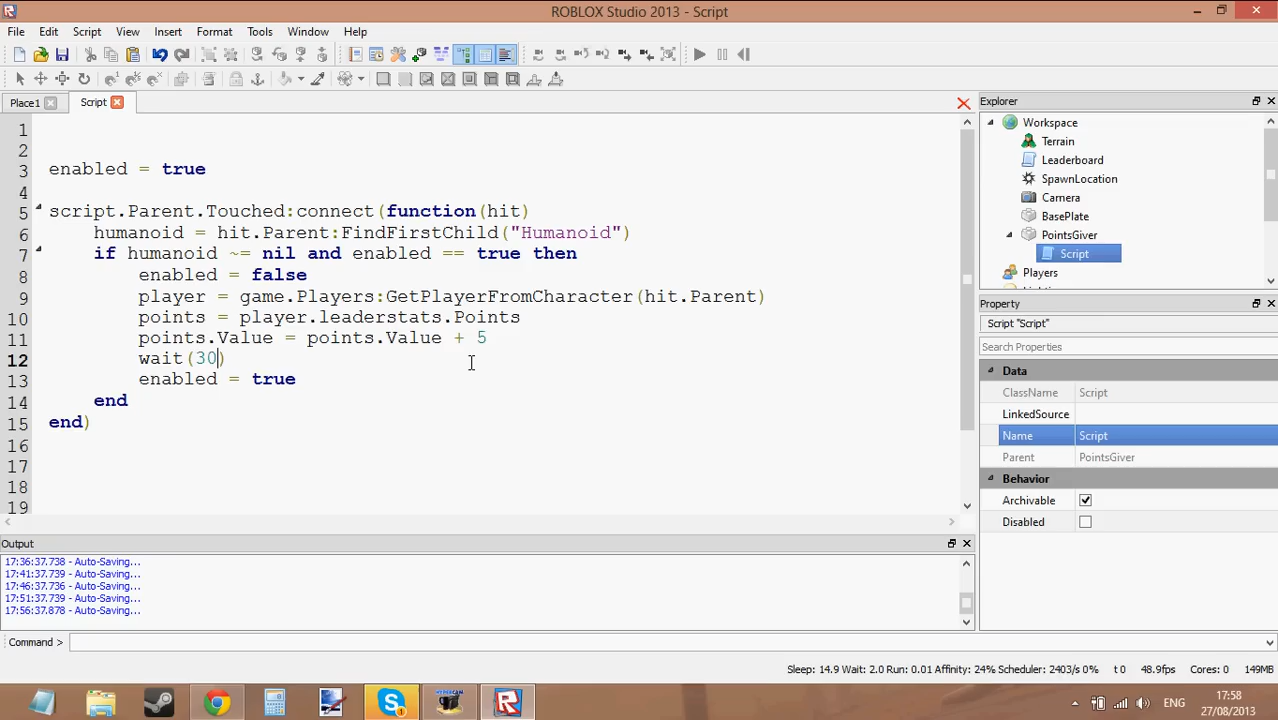 ROBLOX Studio 2013 - Script
File Edit Script View Insert Format Tools Window Help
Place1 Script
1
2
3 enabled = true
4
5 script.Parent.Touched:connect(function(hit)
6 humanoid = hit.Parent:FindFirstChild("Humanoid")
7 if humanoid ~= nil and enabled == true then
8 enabled = false
9 player = game.Players:GetPlayerFromCharacter(hit.Parent)
10 points = player.leaderstats.Points
11 points.Value = points.Value + 5
12 wait(30)
13 enabled = true
14 end
15 end)
16
17
18
19
Explorer
Workspace
Terrain
Leaderboard
SpawnLocation
Camera
BasePlate
PointsGiver
Script
Players
Property
Script "Script"
Search Properties
Data
ClassName Script
LinkedSource
Name Script
Parent PointsGiver
Behavior
Archivable
Disabled
Output
17:36:37.738 - Auto-Saving...
17:41:37.739 - Auto-Saving...
17:46:37.736 - Auto-Saving...
17:51:37.739 - Auto-Saving...
17:56:37.878 - Auto-Saving...
Command >
Sleep: 14.9 Wait: 2.0 Run: 0.01 Affinity: 24% Scheduler: 2403/s 0% t 0 48.9fps Cores: 0 149MB
ENG
17:58
27/08/2013